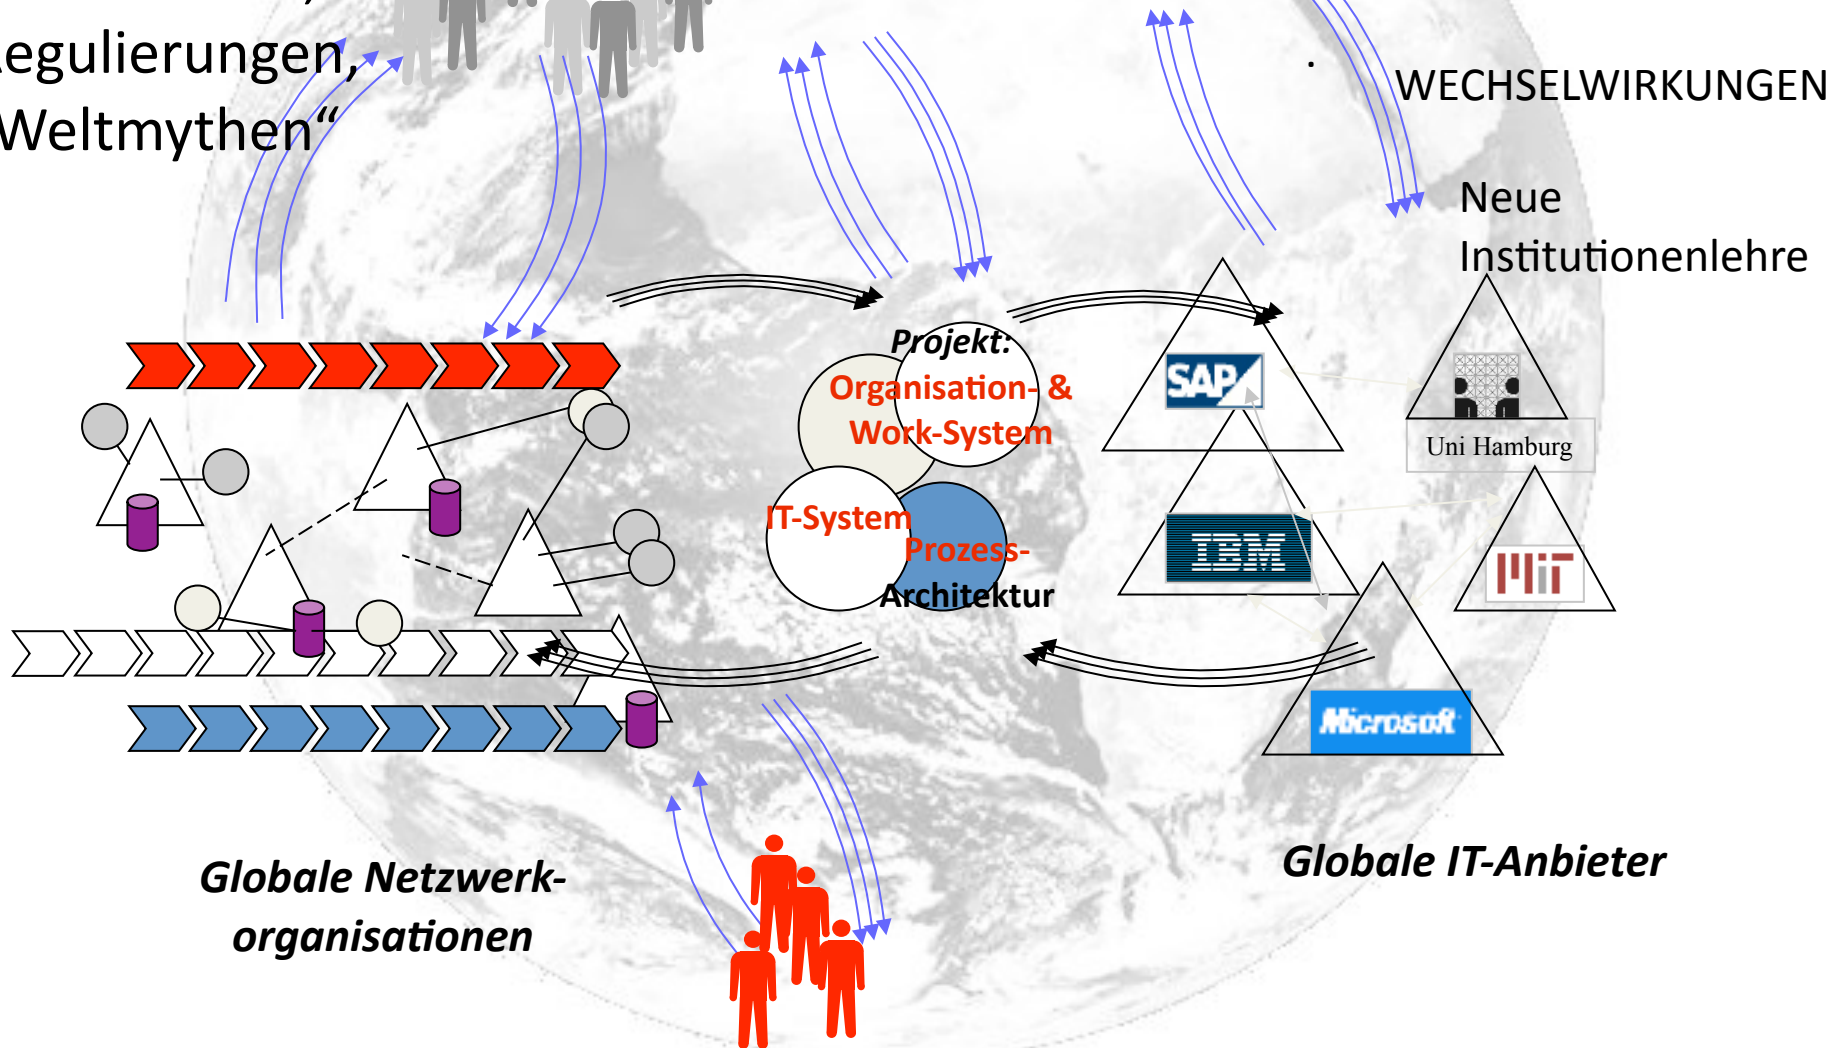 Regulierungen,
Weltmythen“
WECHSELWIRKUNGEN
Neue
Institutionenlehre
Projekt:
Organisation- &
Work-System
IT-System
Prozess-
Architektur
SAP
IBM
Microsoft
Uni Hamburg
MIT
Globale Netzwerk-
organisationen
Globale IT-Anbieter